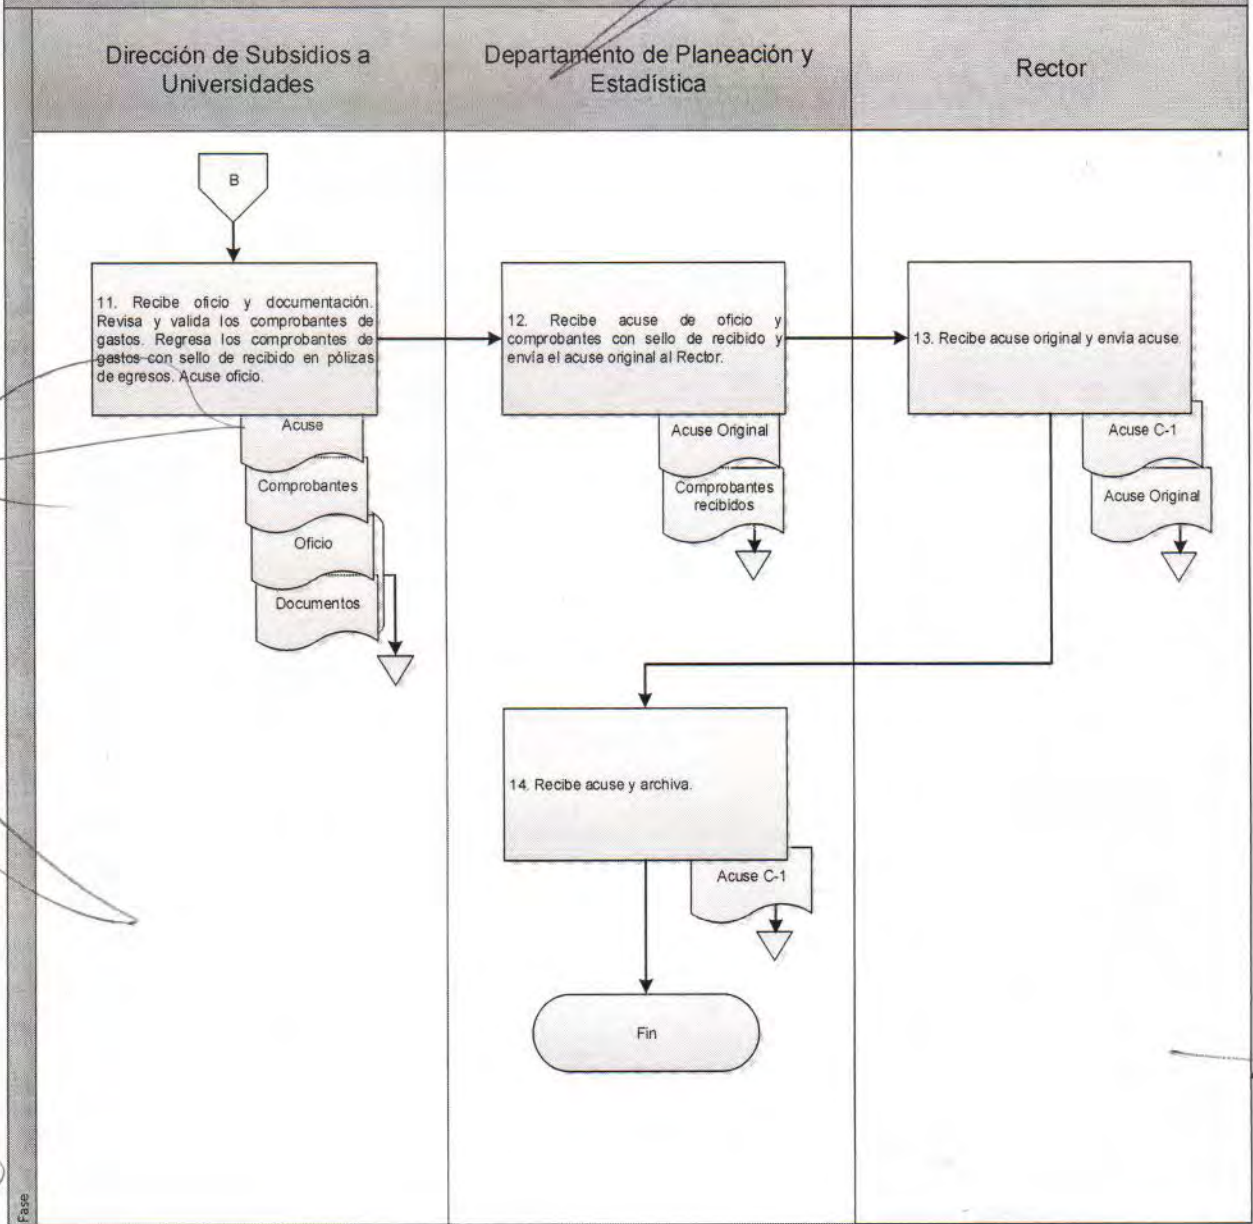 Dirección de Subsidios a
Universidades
Departamento de Planeación y
Estadística
Rector
B
11. Recibe oficio y documentación.
Revisa y valida los comprobantes de
gastos. Regresa los comprobantes de
gastos con sello de recibido en pólizas
de egresos. Acuse oficio.
Acuse
Comprobantes
Oficio
Documentos
12. Recibe acuse de oficio y
comprobantes con sello de recibido y
envía el acuse original al Rector.
Acuse Original
Comprobantes
recibidos
13. Recibe acuse original y envía acuse.
Acuse C-1
Acuse Original
14. Recibe acuse y archiva.
Acuse C-1
Fin
Fase